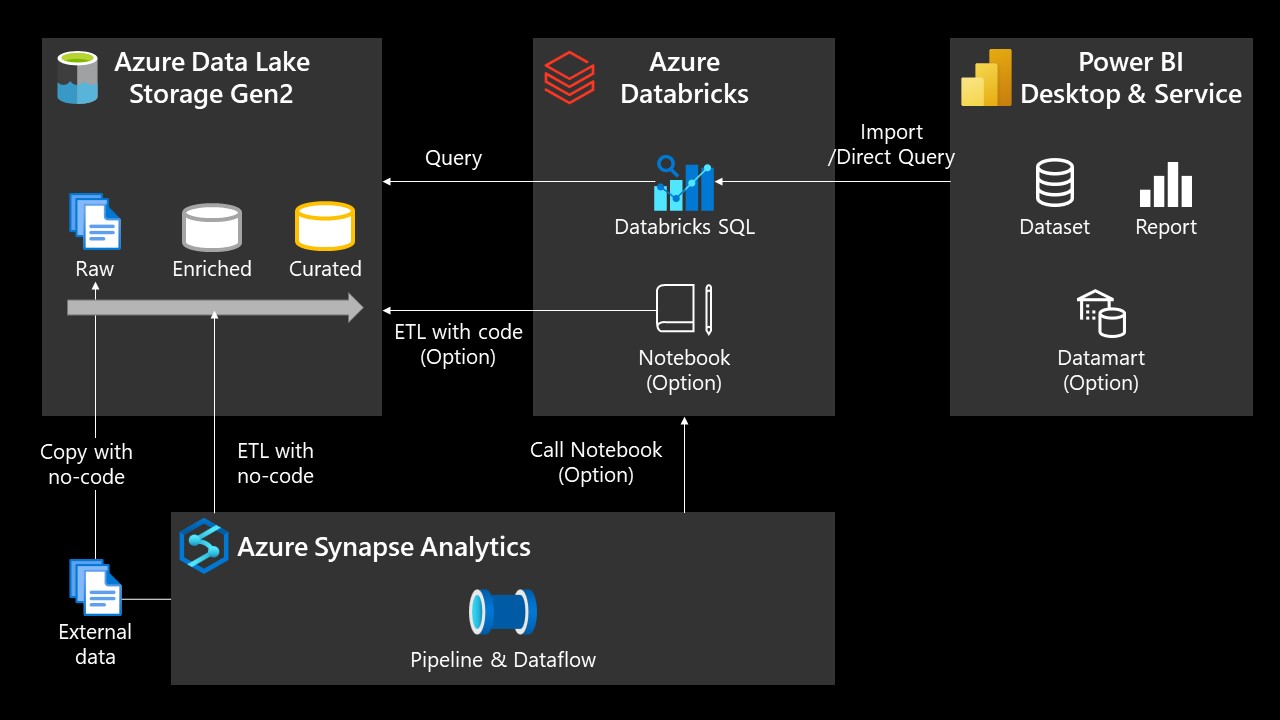 Azure Data Lake
Storage Gen2
Raw
Enriched
Curated
Query
ETL with code
(Option)
Azure
Databricks
Databricks SQL
Notebook
(Option)
Import
/Direct Query
Power BI
Desktop & Service
Dataset
Report
Datamart
(Option)
Copy with
no-code
ETL with
no-code
Call Notebook
(Option)
External
data
Azure Synapse Analytics
Pipeline & Dataflow